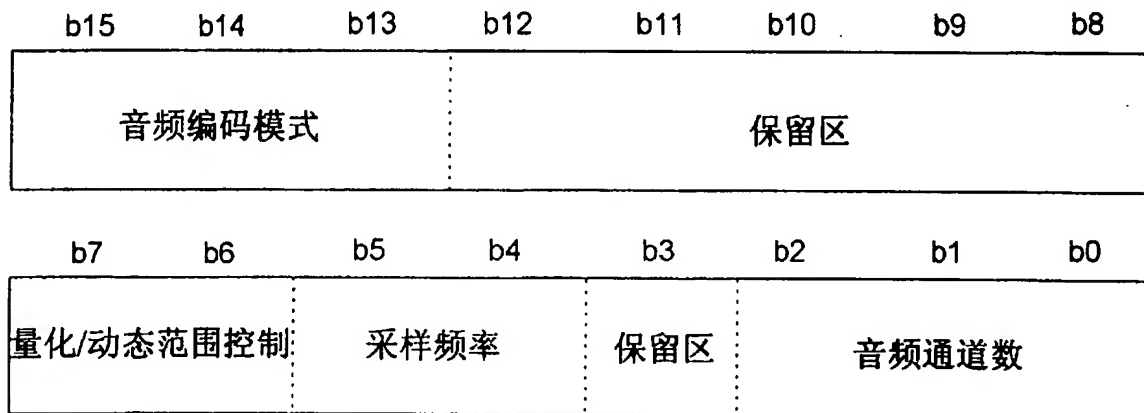 b15 b14 b13 b12 b11 b10 b9 b8
音频编码模式 保留区
b7 b6 b5 b4 b3 b2 b1 b0
量化/动态范围控制 采样频率 保留区 音频通道数